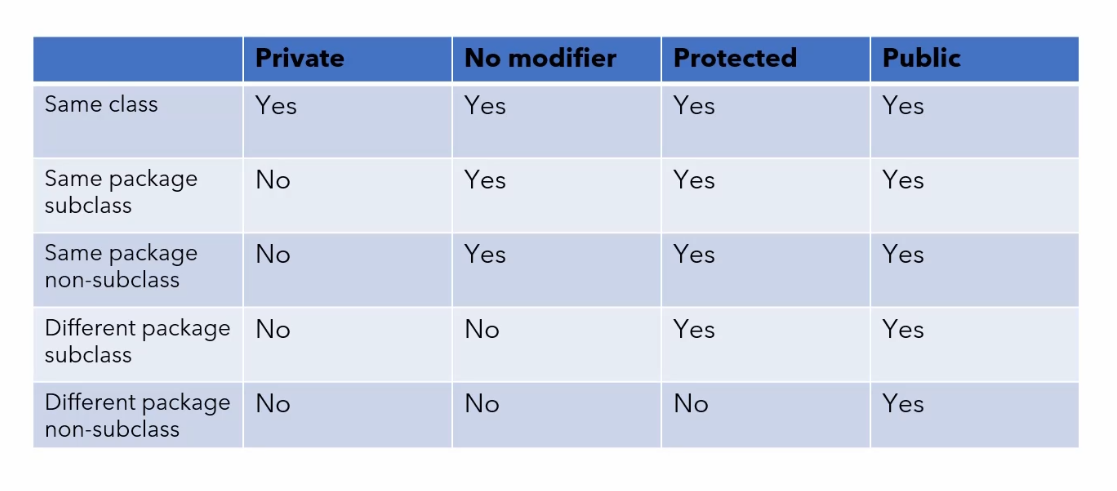 Private No modifier Protected Public
Same class Yes Yes Yes Yes
Same package No Yes Yes Yes
subclass
Same package No Yes Yes Yes
non-subclass
Different package No No Yes Yes
subclass
Different package No No No Yes
non-subclass